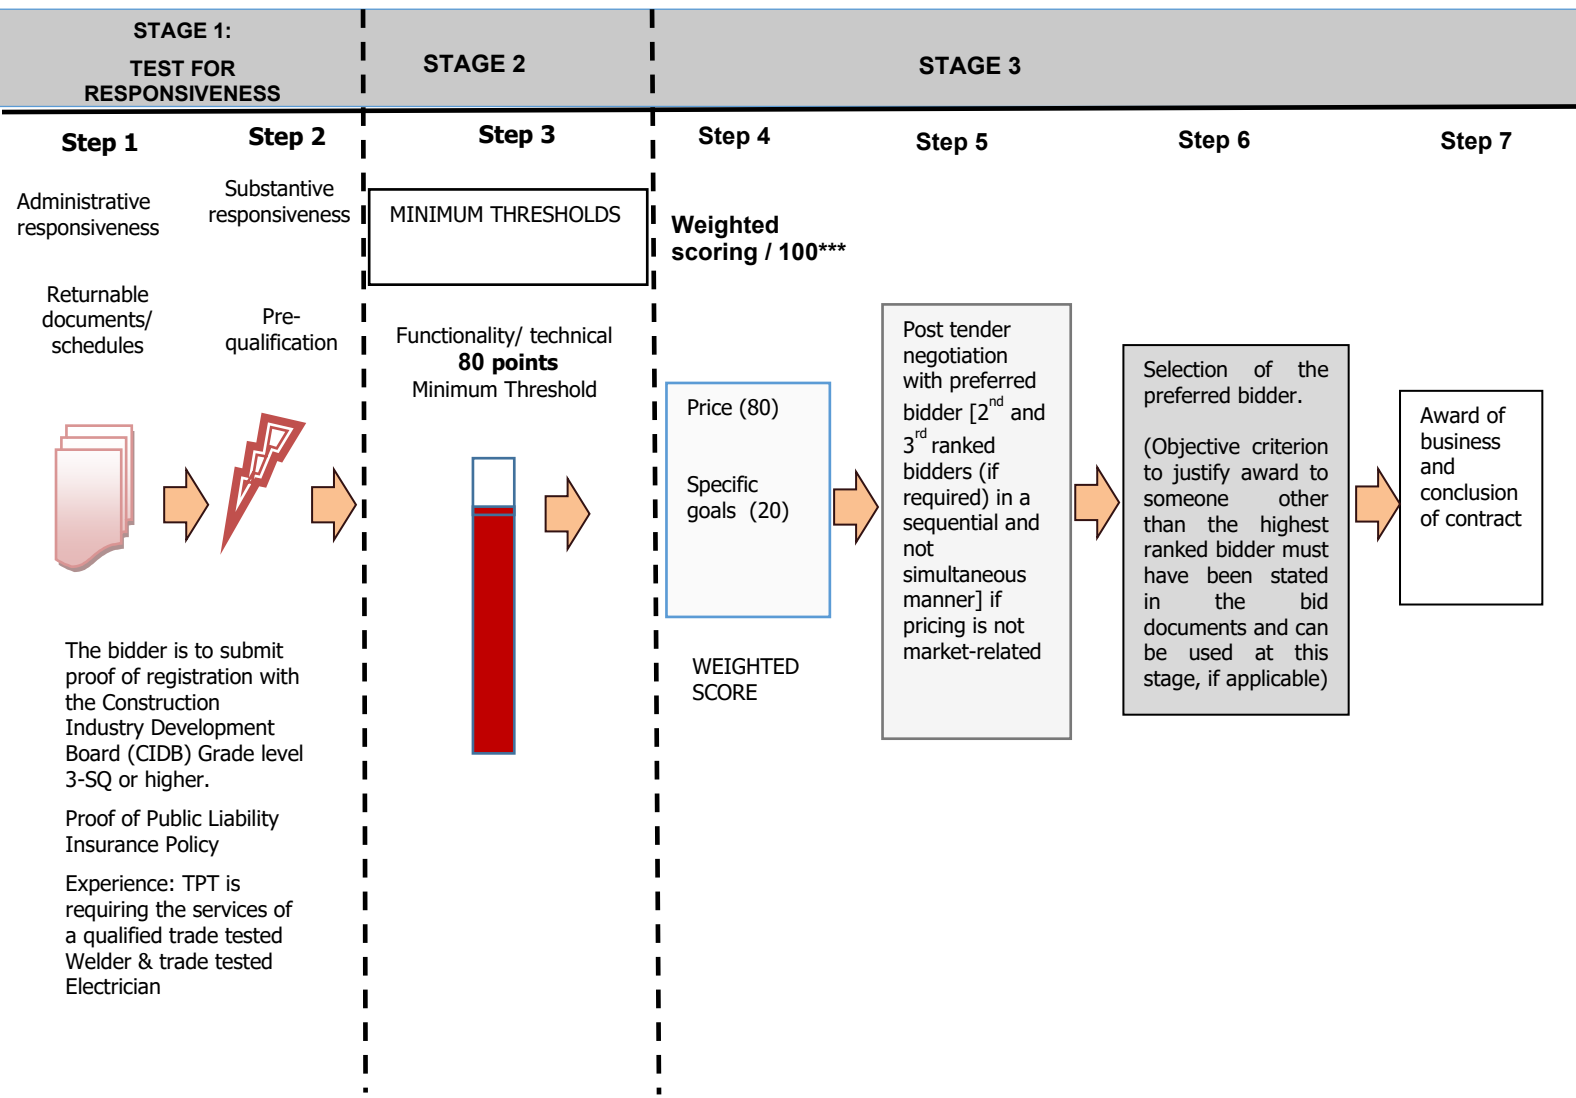 STAGE 1:
TEST FOR
RESPONSIVENESS
STAGE 2
STAGE 3
Step 1
Step 2
Step 3
Step 4
Step 5
Step 6
Step 7
Administrative
responsiveness
Returnable
documents/
schedules
Substantive
responsiveness
Pre-
qualification
The bidder is to submit
proof of registration with
the Construction
Industry Development
Board (CIDB) Grade level
3-SQ or higher.
Proof of Public Liability
Insurance Policy
Experience: TPT is
requiring the services of
a qualified trade tested
Welder & trade tested
Electrician
MINIMUM THRESHOLDS
Functionality/ technical
80 points
Minimum Threshold
Weighted
scoring / 100***
Price (80)
Specific
goals  (20)
WEIGHTED
SCORE
Post tender
negotiation
with preferred
bidder [2nd and
3rd ranked
bidders (if
required) in a
sequential and
not
simultaneous
manner] if
pricing is not
market-related
Selection of the
preferred bidder.
(Objective criterion
to justify award to
someone other
than the highest
ranked bidder must
have been stated
in the bid
documents and can
be used at this
stage, if applicable)
Award of
business
and
conclusion
of contract